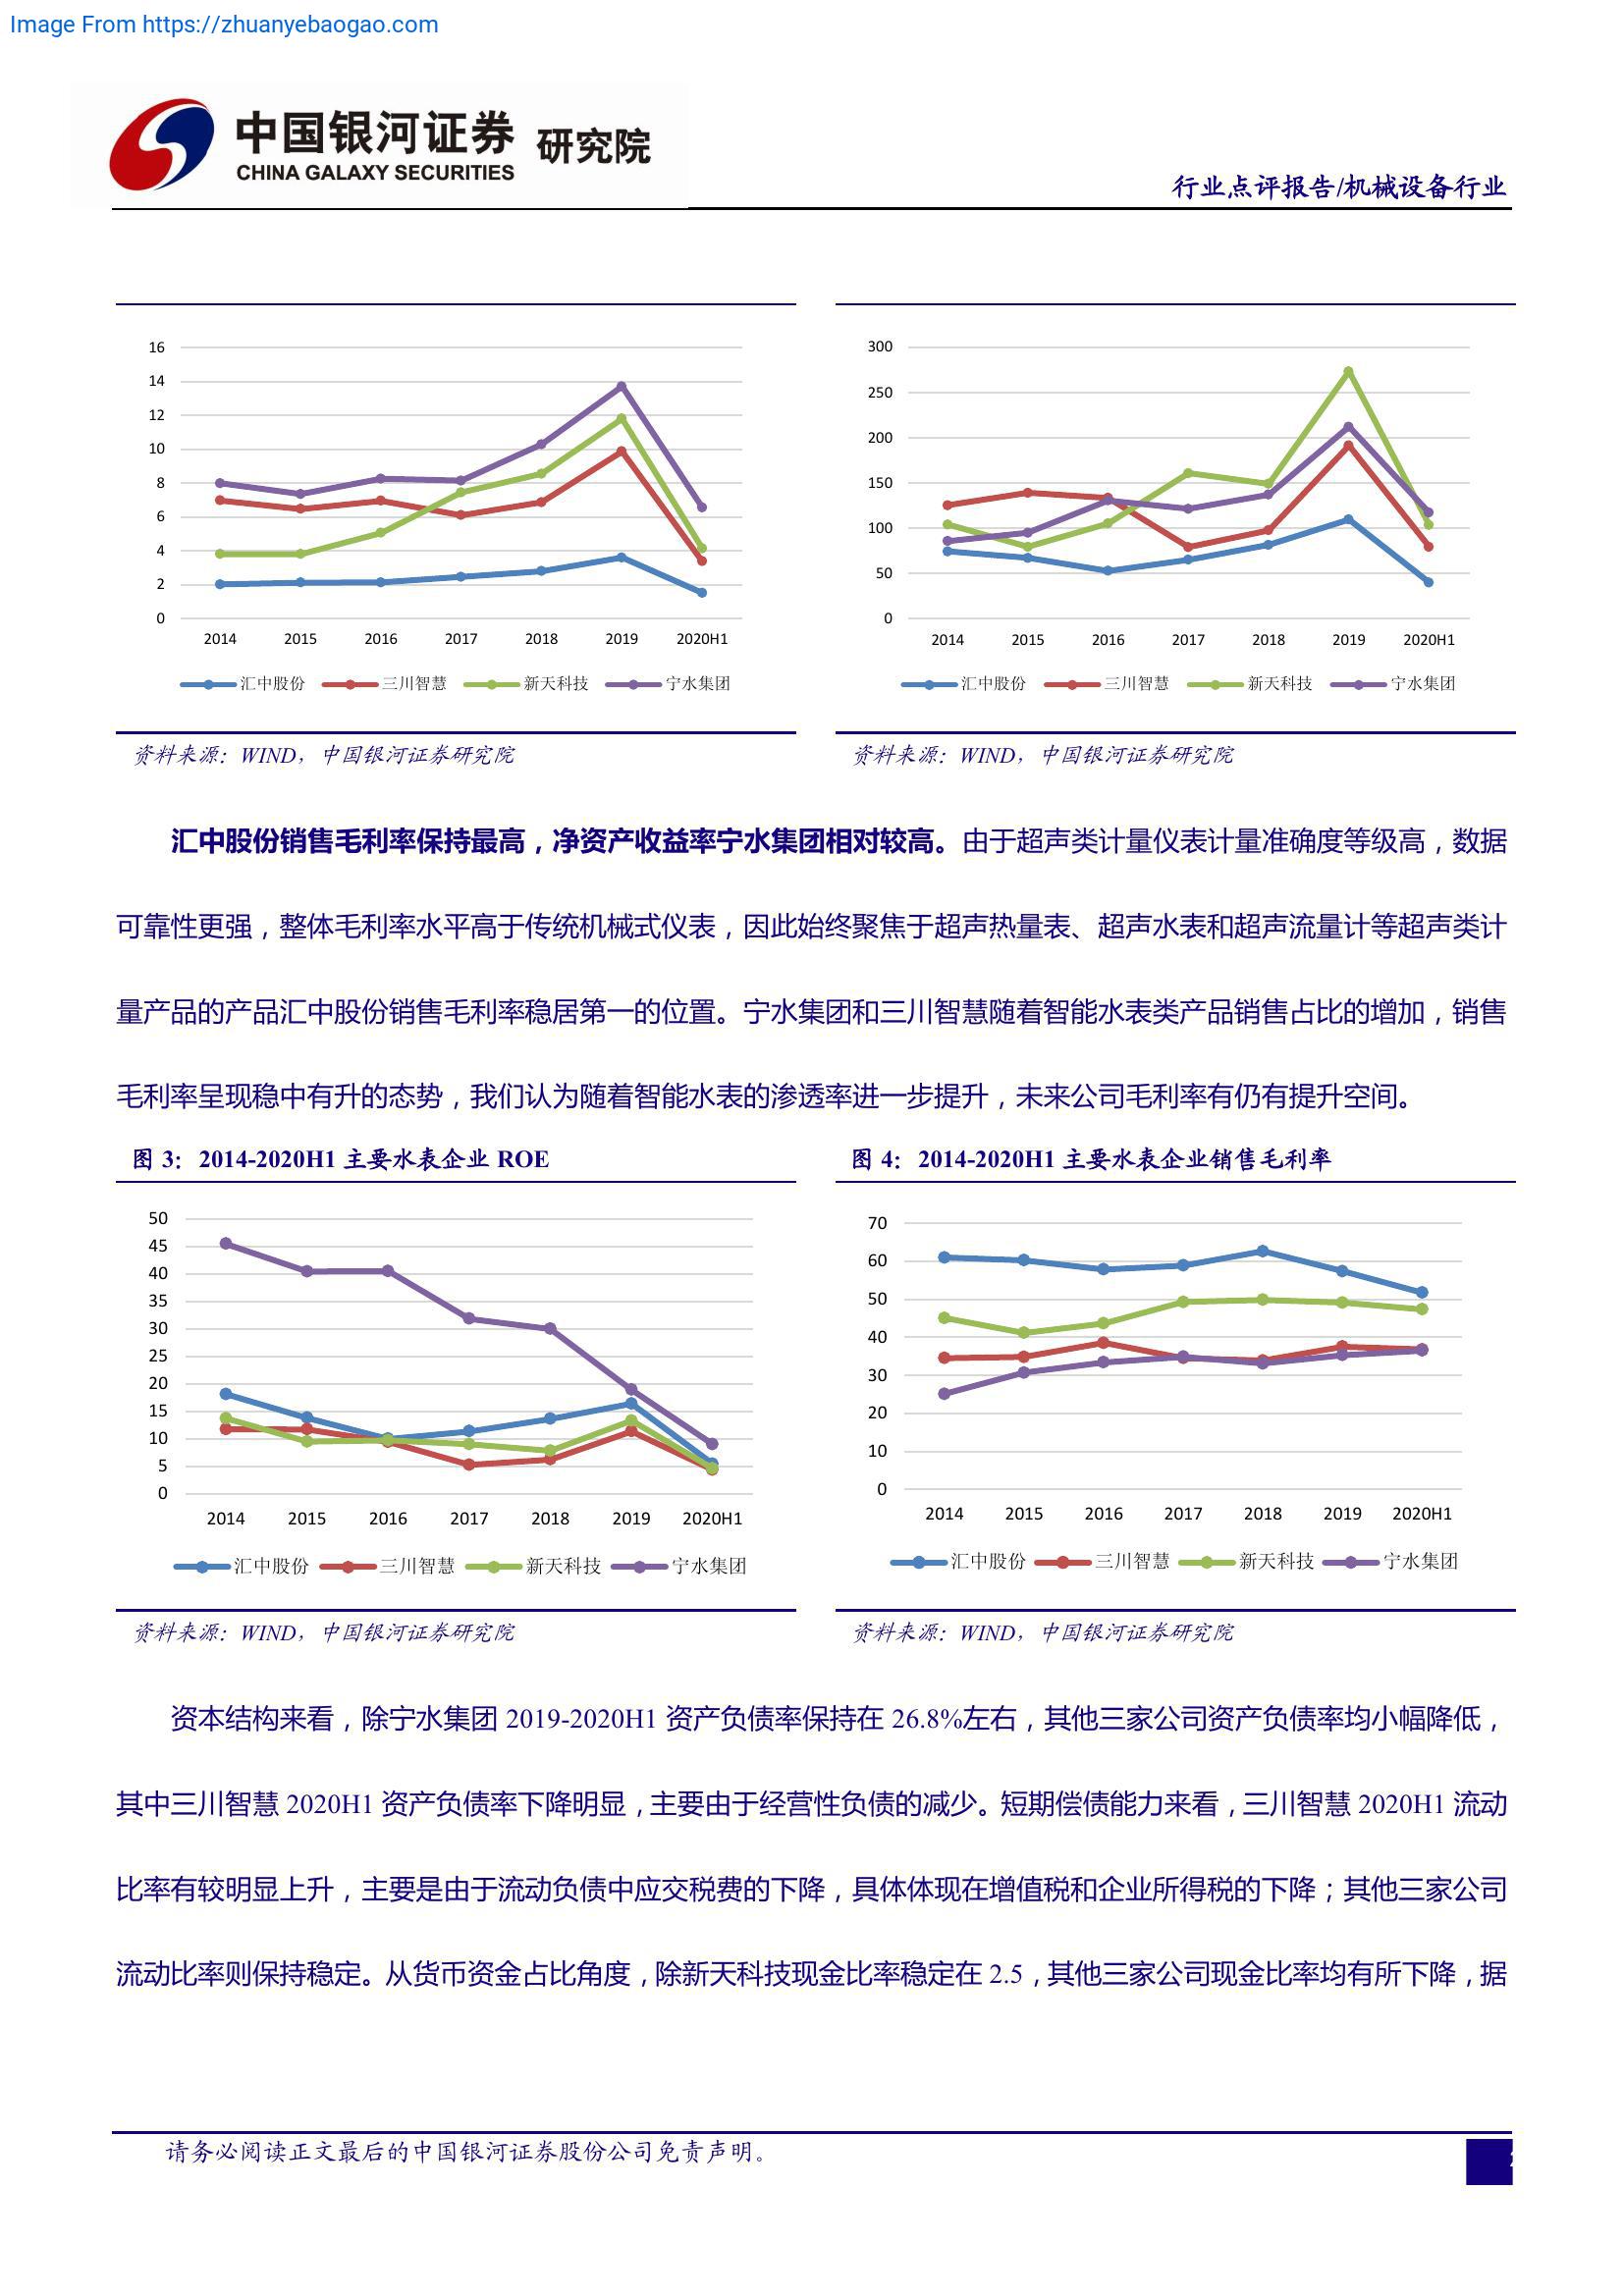 Image From https://zhuanyebaogao.com
中国银河证券 研究院
CHINA GALAXY SECURITIES
行业点评报告/机械设备行业
16
14
12
10
8
6
4
2
0
2014 2015 2016 2017 2018 2019 2020H1
汇中股份 三川智慧 新天科技 宁水集团
300
250
200
150
100
50
0
2014 2015 2016 2017 2018 2019 2020H1
汇中股份 三川智慧 新天科技 宁水集团
资料来源：WIND，中国银河证券研究院
资料来源：WIND，中国银河证券研究院
汇中股份销售毛利率保持最高，净资产收益率宁水集团相对较高。由于超声类计量仪表计量准确度等级高，数据
可靠性更强，整体毛利率水平高于传统机械式仪表，因此始终聚焦于超声热量表、超声水表和超声流量计等超声类计
量产品的产品汇中股份销售毛利率稳居第一的位置。宁水集团和三川智慧随着智能水表类产品销售占比的增加，销售
毛利率呈现稳中有升的态势，我们认为随着智能水表的渗透率进一步提升，未来公司毛利率有仍有提升空间。
图 3：2014-2020H1 主要水表企业 ROE
图 4：2014-2020H1 主要水表企业销售毛利率
50
45
40
35
30
25
20
15
10
5
0
2014 2015 2016 2017 2018 2019 2020H1
汇中股份 三川智慧 新天科技 宁水集团
70
60
50
40
30
20
10
0
2014 2015 2016 2017 2018 2019 2020H1
汇中股份 三川智慧 新天科技 宁水集团
资料来源：WIND，中国银河证券研究院
资料来源：WIND，中国银河证券研究院
资本结构来看，除宁水集团 2019-2020H1 资产负债率保持在 26.8%左右，其他三家公司资产负债率均小幅降低，
其中三川智慧 2020H1 资产负债率下降明显，主要由于经营性负债的减少。短期偿债能力来看，三川智慧 2020H1 流动
比率有较明显上升，主要是由于流动负债中应交税费的下降，具体体现在增值税和企业所得税的下降；其他三家公司
流动比率则保持稳定。从货币资金占比角度，除新天科技现金比率稳定在 2.5，其他三家公司现金比率均有所下降，据
请务必阅读正文最后的中国银河证券股份公司免责声明。